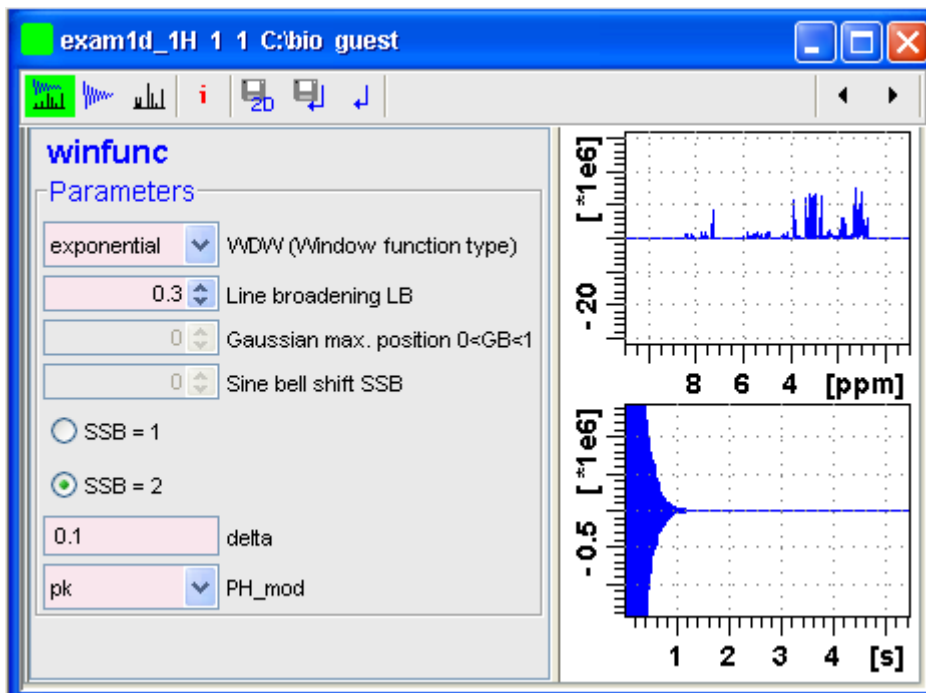 exam1d_1H 1 1 C:\bio guest
i 2D
winfunc
Parameters
exponential WDW (Window function type)
0.3 Line broadening LB
0 Gaussian max. position 0<GB<1
0 Sine bell shift SSB
SSB = 1
SSB = 2
0.1 delta
pk PH_mod
[ *1e6]
- 20
8 6 4 [ppm]
[ *1e6]
- 0.5
1 2 3 4 [s]